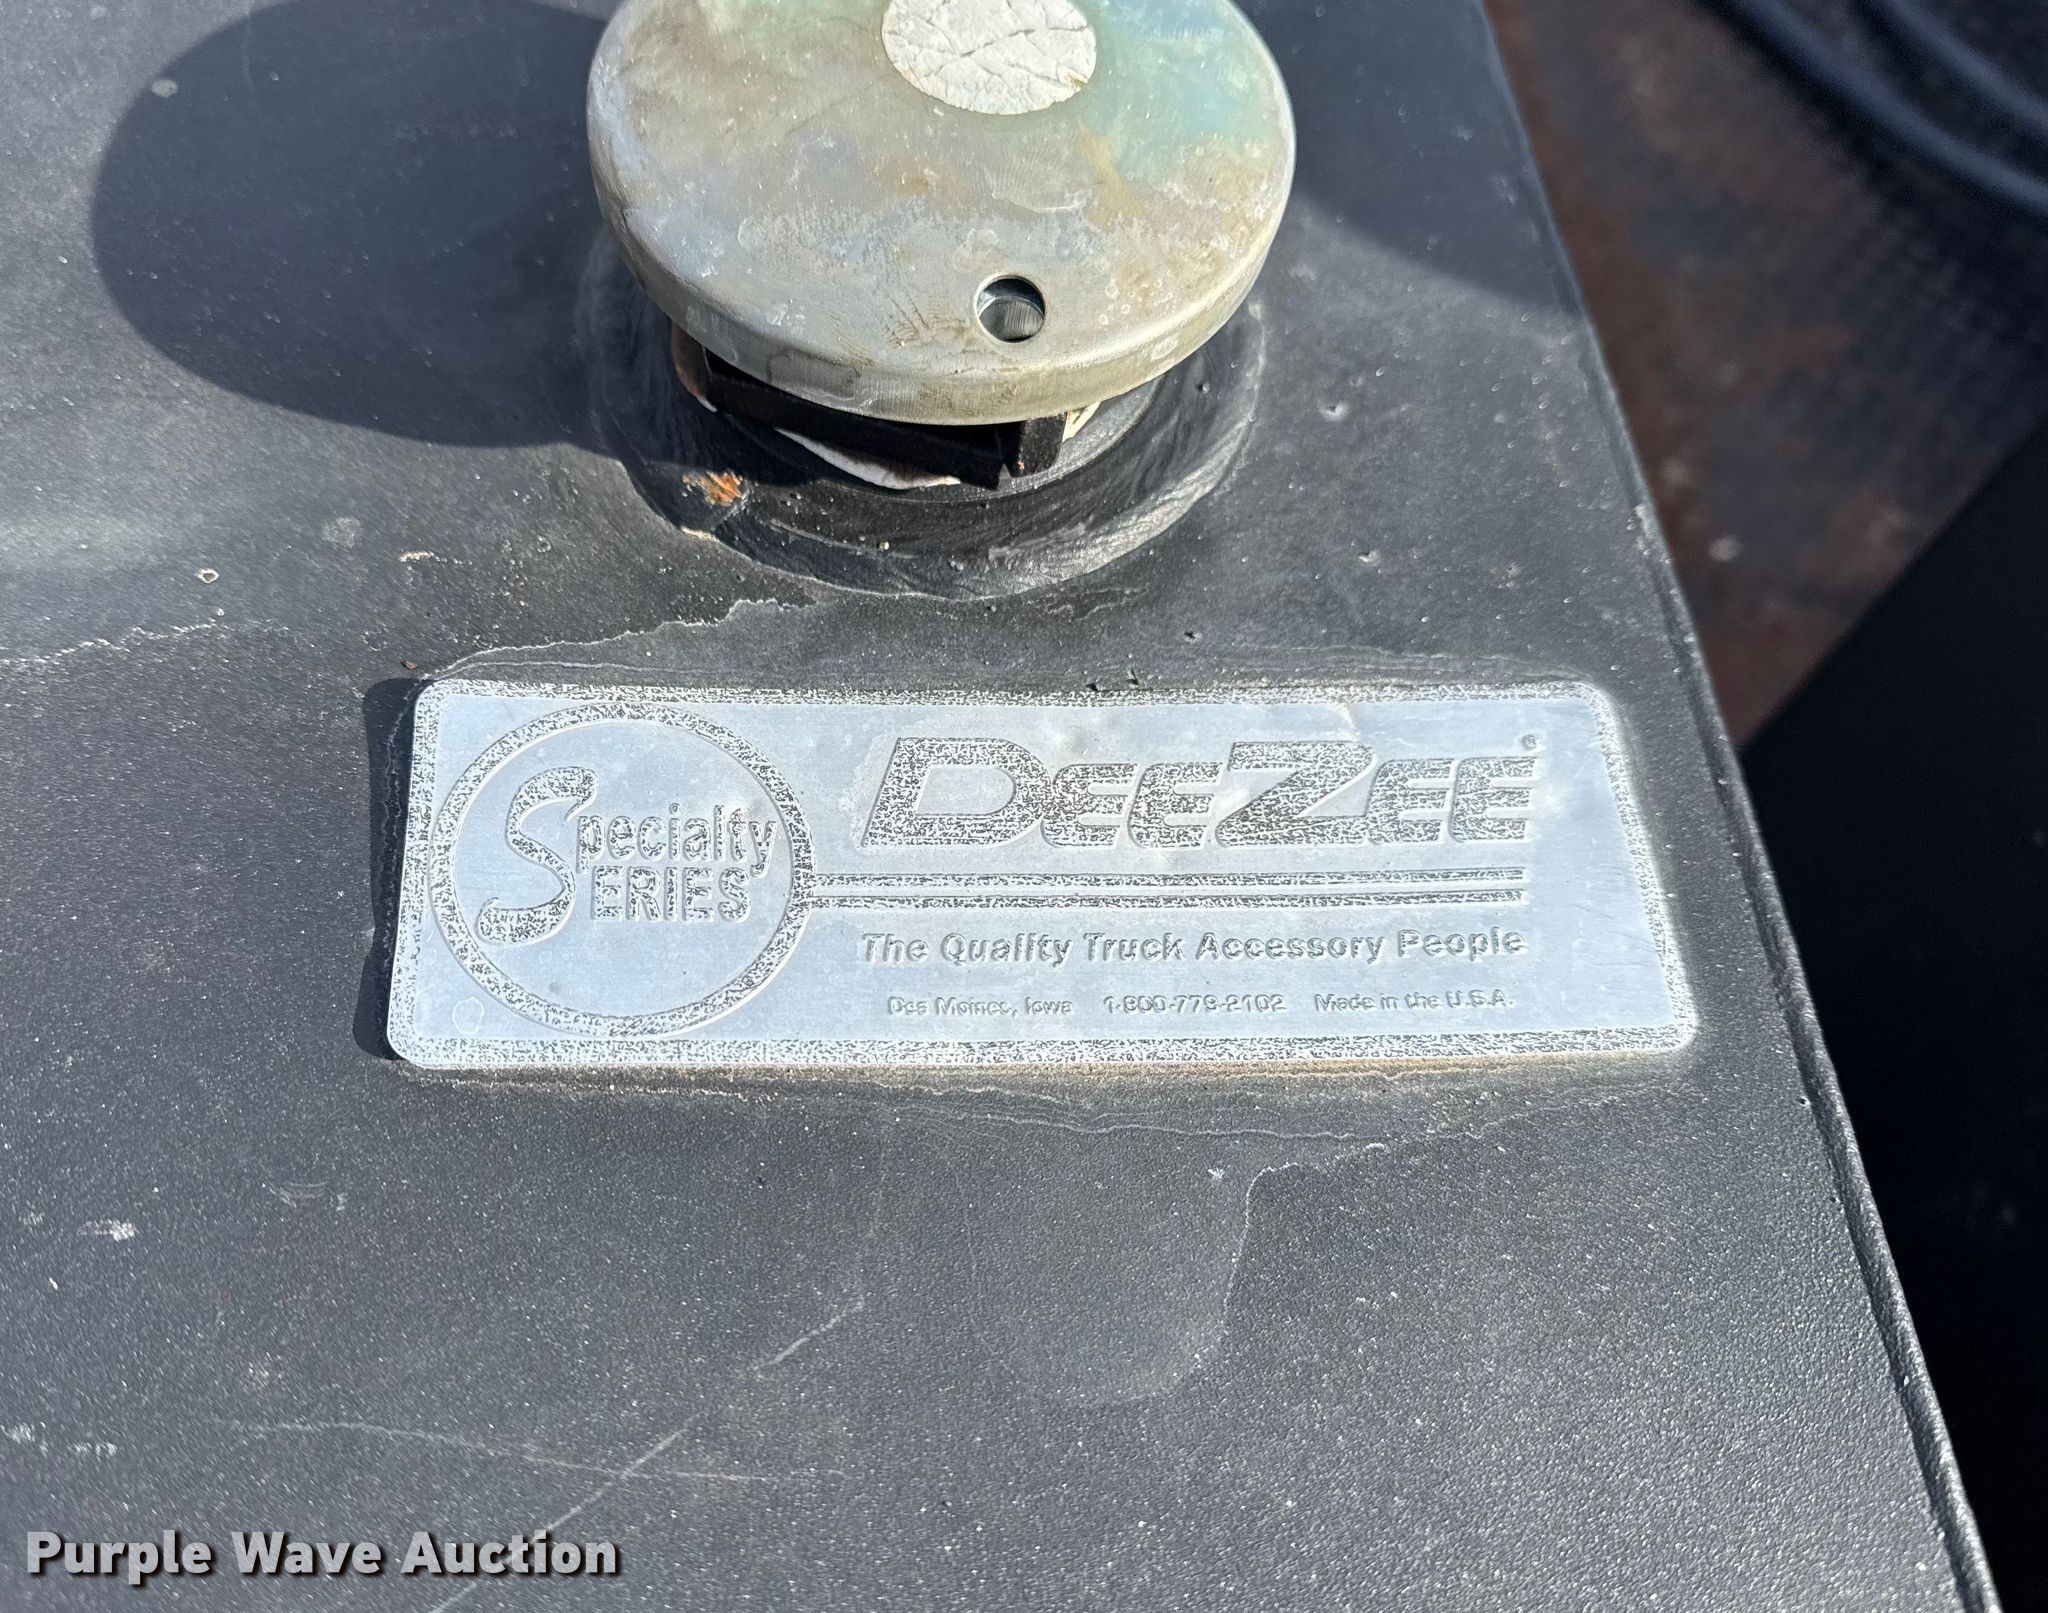 Specialty
SERIES
DEEZEE®
The Quality Truck Accessory People
Des Moines, Iowa 1-800-779-2102 Made in the U.S.A.
Purple Wave Auction